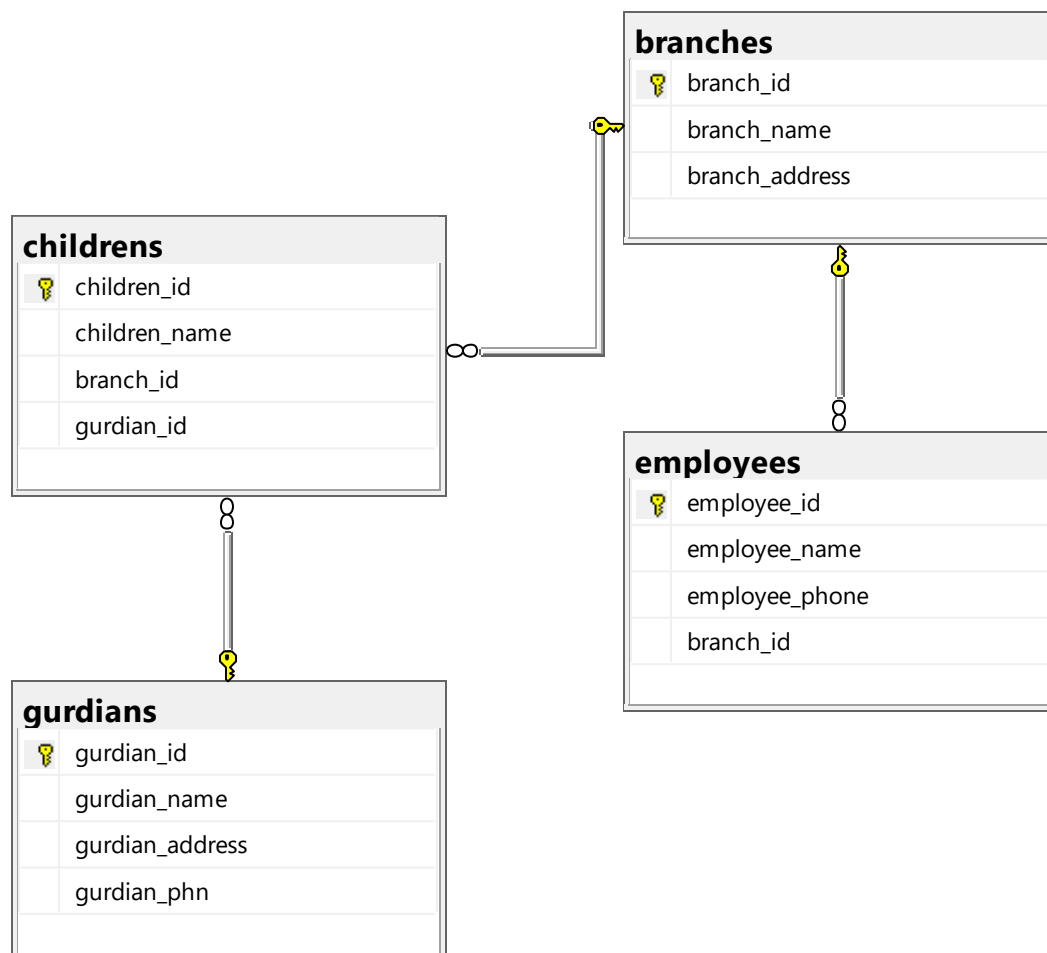 branches
branch_id
branch_name
branch_address
childrens
children_id
children_name
branch_id
gurdian_id
employees
employee_id
employee_name
employee_phone
branch_id
gurdians
gurdian_id
gurdian_name
gurdian_address
gurdian_phn